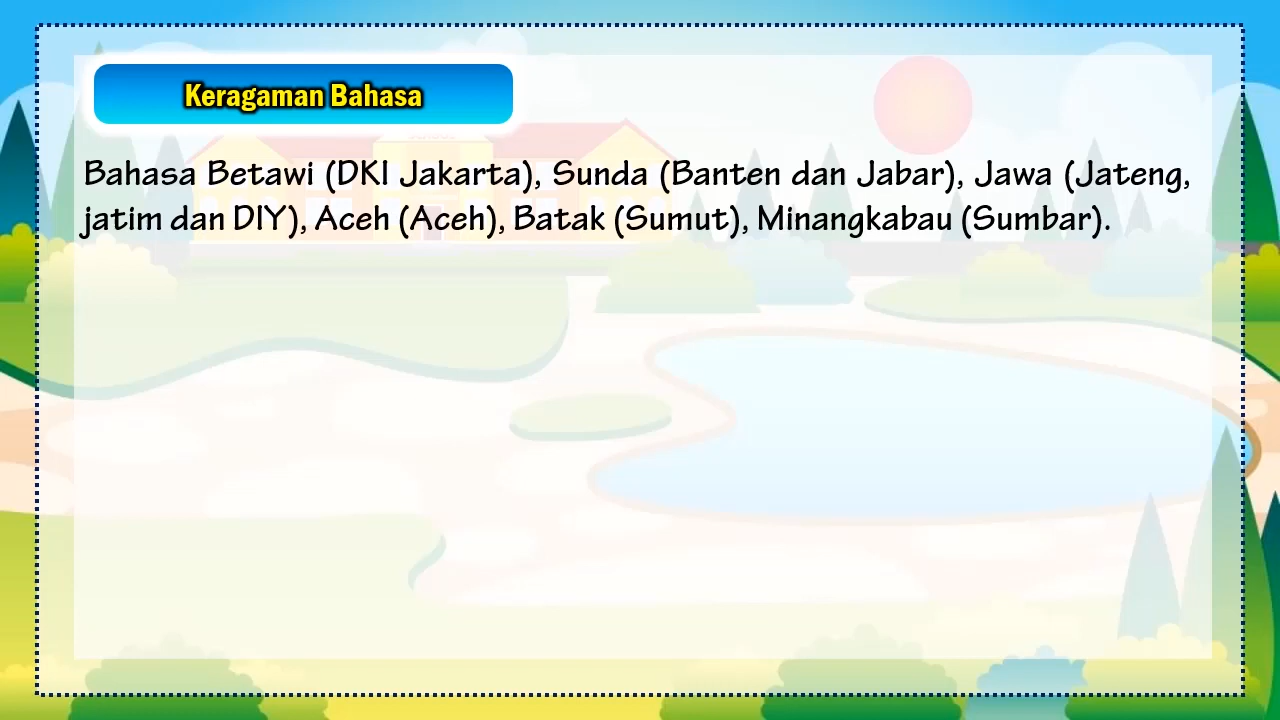 Keragaman Bahasa
Bahasa Betawi (DKI Jakarta), Sunda (Banten dan Jabar), Jawa (Jateng,
jatim dan DIY), Aceh (Aceh), Batak (Sumut), Minangkabau (Sumbar).